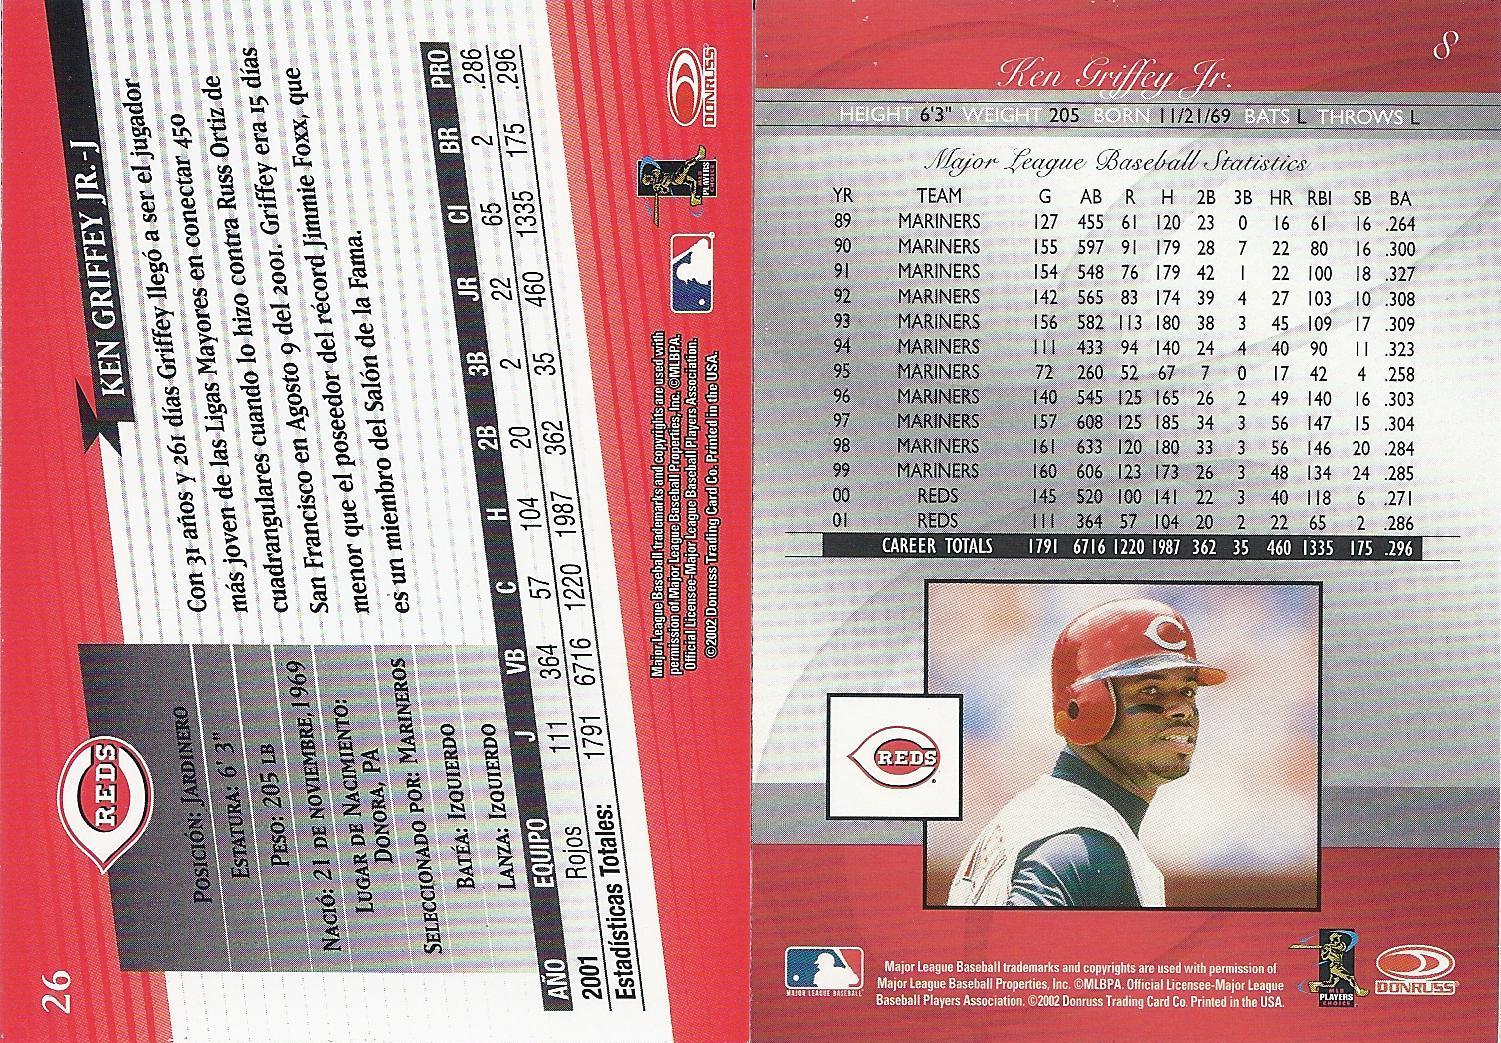 26
REDS
KEN GRIFFEY JR.-J
POSICIÓN: JARDINERO
ESTATURA: 6' 3"
PESO: 205 LB
NACIÓ: 21 DE NOVIEMBRE, 1969
LUGAR DE NACIMIENTO:
DONORA, PA
SELECCIONADO POR: MARINEROS
BATÉA: IZQUIERDO
LANZA: IZQUIERDO
Con 31 años y 261 días Griffey llegó a ser el jugador
más joven de las Ligas Mayores en conectar 450
cuadrangulares cuando lo hizo contra Russ Ortiz de
San Francisco en Agosto 9 del 2001. Griffey era 15 días
menor que el poseedor del récord Jimmie Foxx, que
es un miembro del Salón de la Fama.
AÑO EQUIPO J VB C H 2B 3B JR CI BR PRO
2001 Rojos 111 364 57 104 20 2 22 65 2 .286
Estadísticas Totales: 1791 6716 1220 1987 362 35 460 1335 175 .296
Major League Baseball trademarks and copyrights are used with
permission of Major League Baseball Properties, Inc. ©MLBPA.
Official Licensee-Major League Baseball Players Association.
©2002 Donruss Trading Card Co. Printed in the USA.
PLAYERS
CHOICE
DONRUSS
8
Ken Griffey Jr.
HEIGHT 6'3" WEIGHT 205 BORN 11/21/69 BATS L THROWS L
Major League Baseball Statistics
YR TEAM G AB R H 2B 3B HR RBI SB BA
89 MARINERS 127 455 61 120 23 0 16 61 16 .264
90 MARINERS 155 597 91 179 28 7 22 80 16 .300
91 MARINERS 154 548 76 179 42 1 22 100 18 .327
92 MARINERS 142 565 83 174 39 4 27 103 10 .308
93 MARINERS 156 582 113 180 38 3 45 109 17 .309
94 MARINERS 111 433 94 140 24 4 40 90 11 .323
95 MARINERS 72 260 52 67 7 0 17 42 4 .258
96 MARINERS 140 545 125 165 26 2 49 140 16 .303
97 MARINERS 157 608 125 185 34 3 56 147 15 .304
98 MARINERS 161 633 120 180 33 3 56 146 20 .284
99 MARINERS 160 606 123 173 26 3 48 134 24 .285
00 REDS 145 520 100 141 22 3 40 118 6 .271
01 REDS 111 364 57 104 20 2 22 65 2 .286
CAREER TOTALS 1791 6716 1220 1987 362 35 460 1335 175 .296
REDS
MAJOR LEAGUE BASEBALL
Major League Baseball trademarks and copyrights are used with permission of
Major League Baseball Properties, Inc. ©MLBPA. Official Licensee-Major League
Baseball Players Association. ©2002 Donruss Trading Card Co. Printed in the USA.
MLB
PLAYERS
CHOICE
DONRUSS